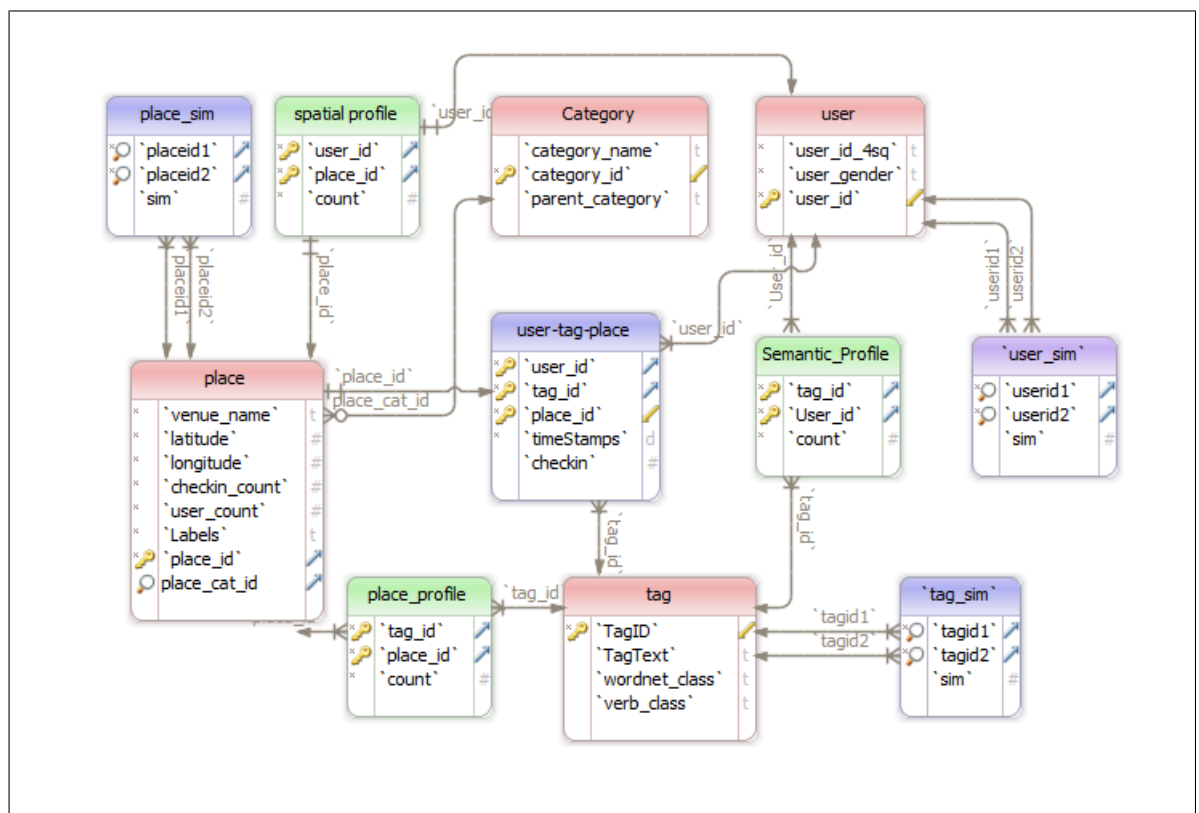 place_sim
`placeid1`
`placeid2`
`sim`
#
spatial profile
`user_id`
`place_id`
`count`
#
`user_id
Category
`category_name`
t
`category_id`
`parent_category`
t
user
`user_id_4sq`
t
`user_gender`
t
`user_id`
`placeid1`
`placeid2`
`place_id`
`User_id`
`userid1`
`userid2`
place
`venue_name`
t
`latitude`
#
`longitude`
#
`checkin_count`
#
`user_count`
#
`Labels`
t
`place_id`
place_cat_id
`place_id`
place_cat_id
user-tag-place
`user_id`
`tag_id`
`place_id`
`timeStamps`
d
`checkin`
#
`user_id`
Semantic_Profile
`tag_id`
`User_id`
`count`
#
`user_sim`
`userid1`
`userid2`
`sim`
#
`tag_id`
`tag_id`
place_profile
`tag_id`
`place_id`
`count`
#
`tag_id`
tag
`TagID`
`TagText`
t
`wordnet_class`
t
`verb_class`
t
`tagid1`
`tagid2`
`tag_sim`
`tagid1`
`tagid2`
`sim`
#